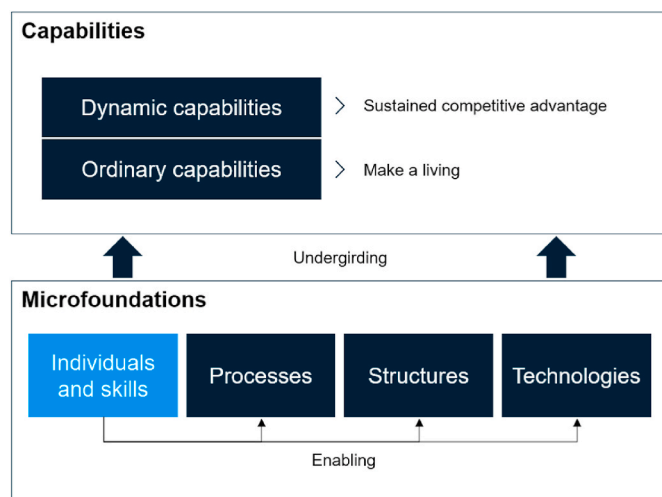 Capabilities
Dynamic capabilities
Sustained competitive advantage
Ordinary capabilities
Make a living
Undergirding
Microfoundations
Individuals
and skills
Processes
Structures
Technologies
Enabling